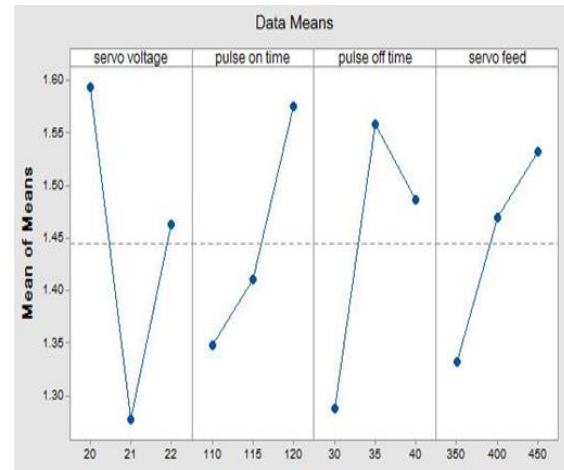 Data Means
servo voltage pulse on time pulse off time servo feed
Mean of Means
1.60
1.55
1.50
1.45
1.40
1.35
1.30
20 21 22 110 115 120 30 35 40 350 400 450